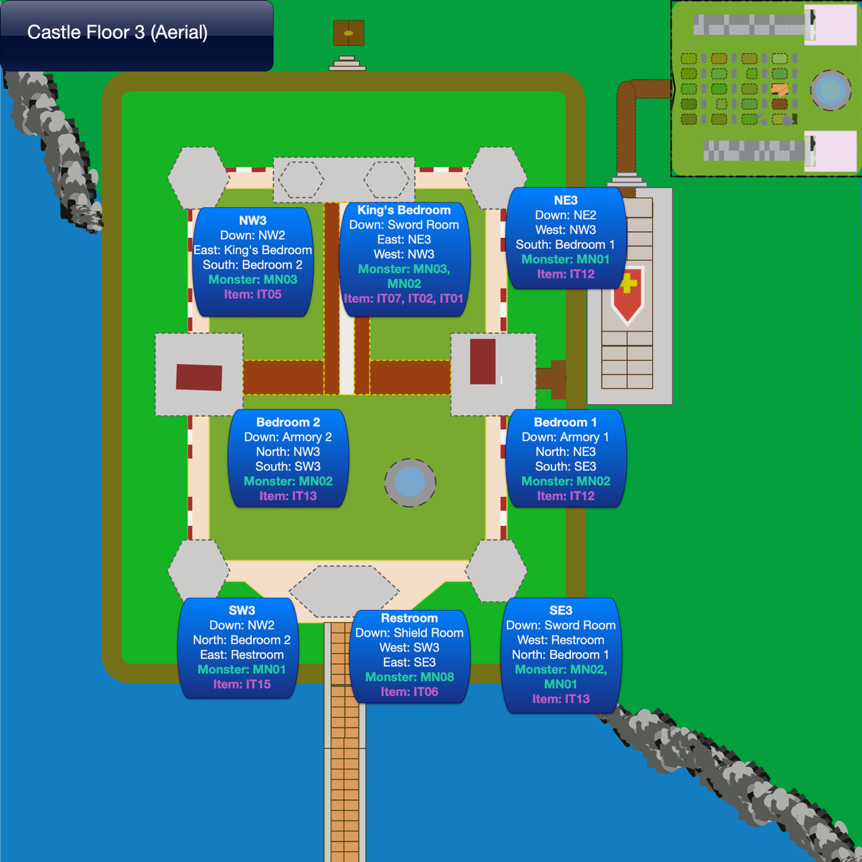 Castle Floor 3 (Aerial)
NW3
Down: NW2
East: King's Bedroom
South: Bedroom 2
Monster: MN03
Item: IT05
King's Bedroom
Down: Sword Room
East: NE3
West: NW3
Monster: MN03,
MN02
Item: IT07, IT02, IT01
NE3
Down: NE2
West: NW3
South: Bedroom 1
Monster: MN01
Item: IT12
Bedroom 2
Down: Armory 2
North: NW3
South: SW3
Monster: MN02
Item: IT13
Bedroom 1
Down: Armory 1
North: NE3
South: SE3
Monster: MN02
Item: IT12
SW3
Down: NW2
North: Bedroom 2
East: Restroom
Monster: MN01
Item: IT15
Restroom
Down: Shield Room
West: SW3
East: SE3
Monster: MN08
Item: IT06
SE3
Down: Sword Room
West: Restroom
North: Bedroom 1
Monster: MN02,
MN01
Item: IT13